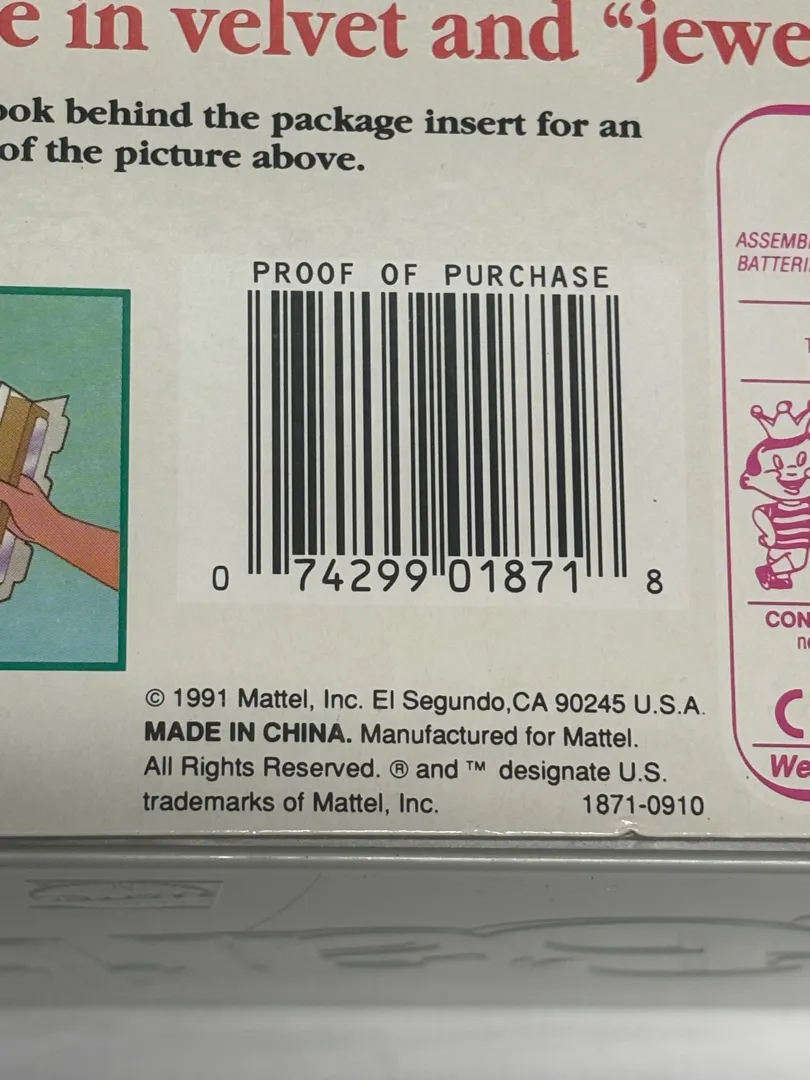 e in velvet and “jewe
ook behind the package insert for an
of the picture above.
PROOF OF PURCHASE
0 74299 01871 8
© 1991 Mattel, Inc. El Segundo,CA 90245 U.S.A.
MADE IN CHINA. Manufactured for Mattel.
All Rights Reserved. ® and ™ designate U.S.
trademarks of Mattel, Inc. 1871-0910
ASSEMB
BATTERI
T
CON
n
C
We